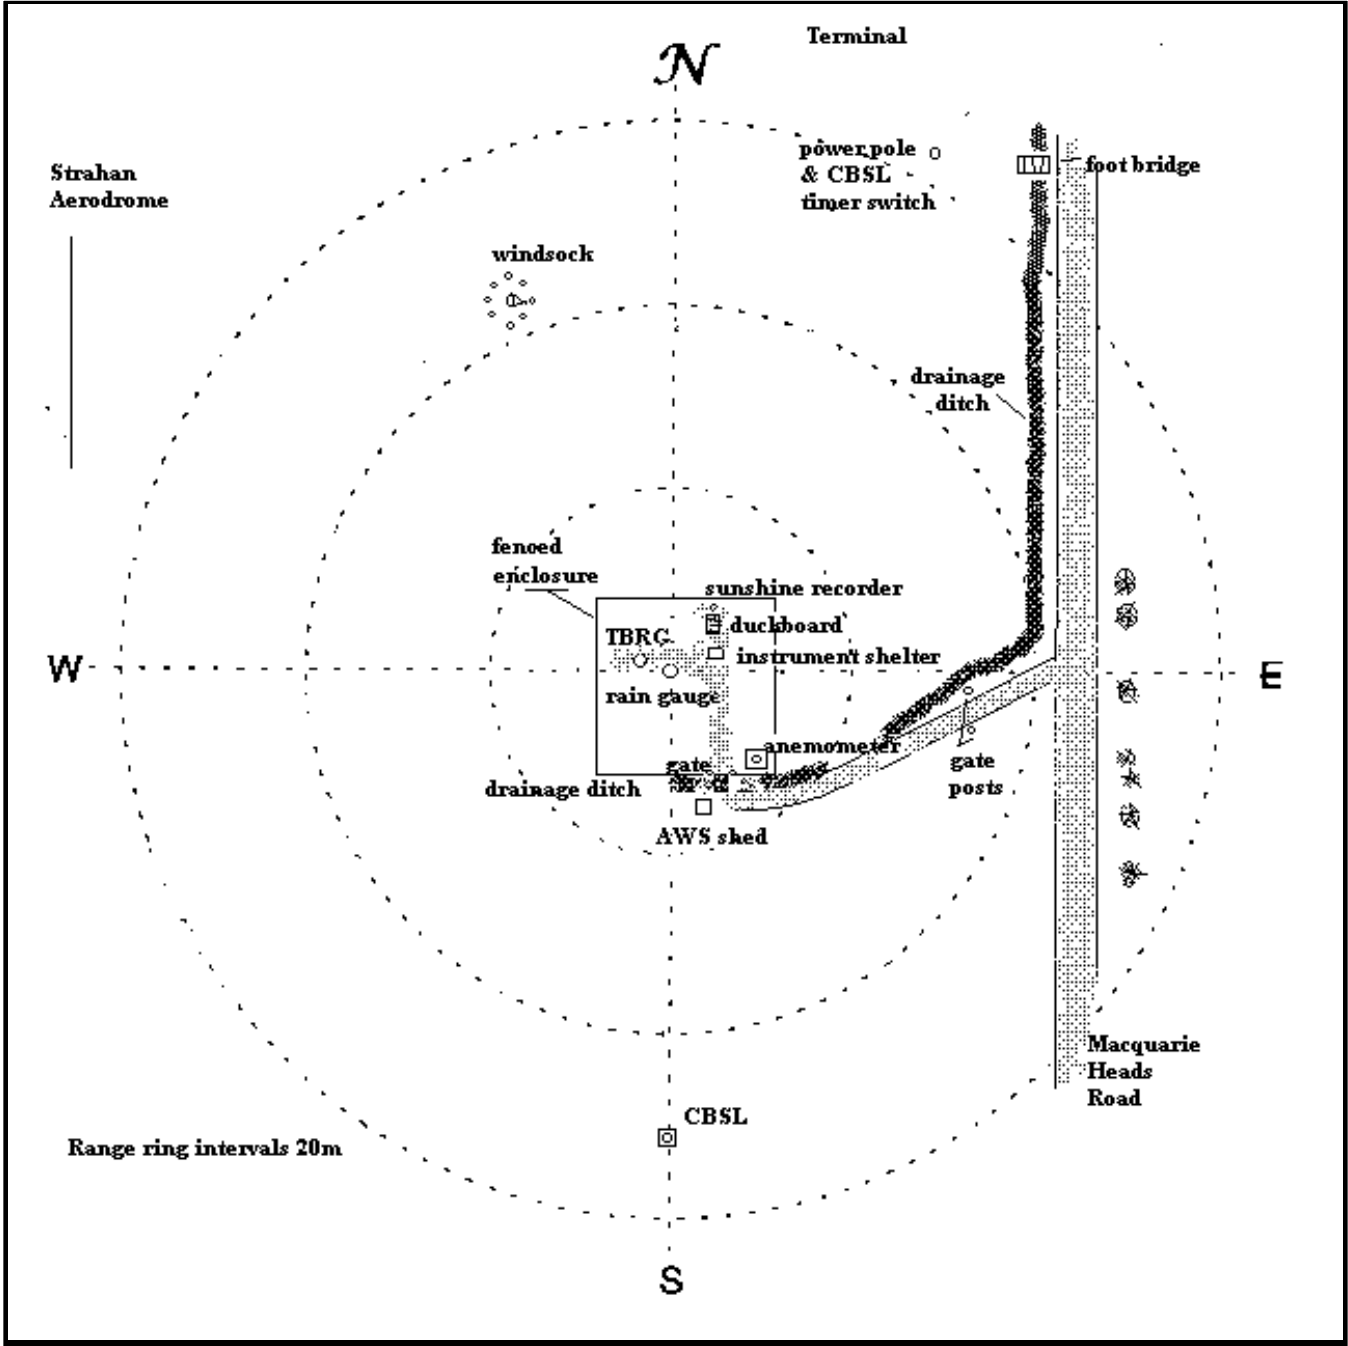 Terminal
N
Strahan
Aerodrome
power pole
& CBSL
timer switch
foot bridge
windsock
drainage
ditch
fenoed
enclosure
sunshine recorder
duckboard
TBRG
instrument shelter
W
E
rain gauge
anemometer
gate
gate
posts
drainage ditch
AWS shed
Macquarie
Heads
Road
CBSL
Range ring intervals 20m
S